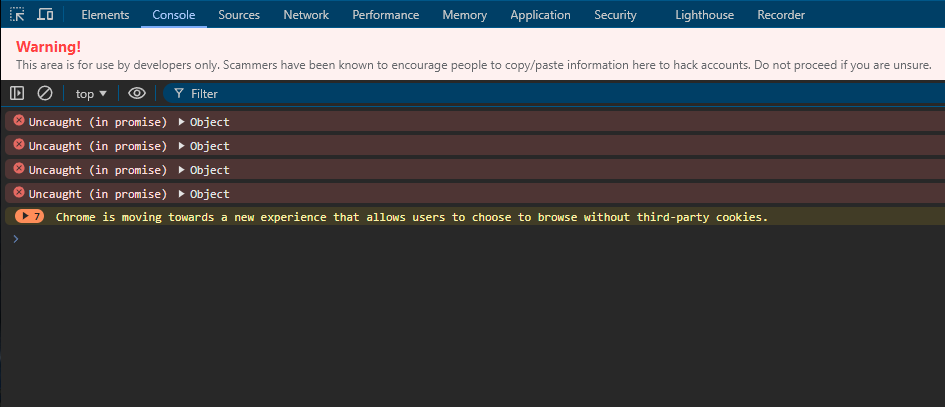 Elements Console Sources Network Performance Memory Application Security Lighthouse Recorder
Warning!
This area is for use by developers only. Scammers have been known to encourage people to copy/paste information here to hack accounts. Do not proceed if you are unsure.
top Filter
Uncaught (in promise) Object
Uncaught (in promise) Object
Uncaught (in promise) Object
Uncaught (in promise) Object
7 Chrome is moving towards a new experience that allows users to choose to browse without third-party cookies.